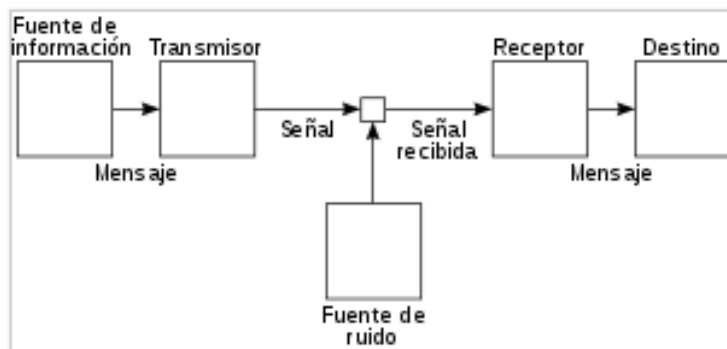 Fuente de
información
Transmisor
Receptor
Destino
Señal
Señal
recibida
Mensaje
Mensaje
Fuente de
ruido